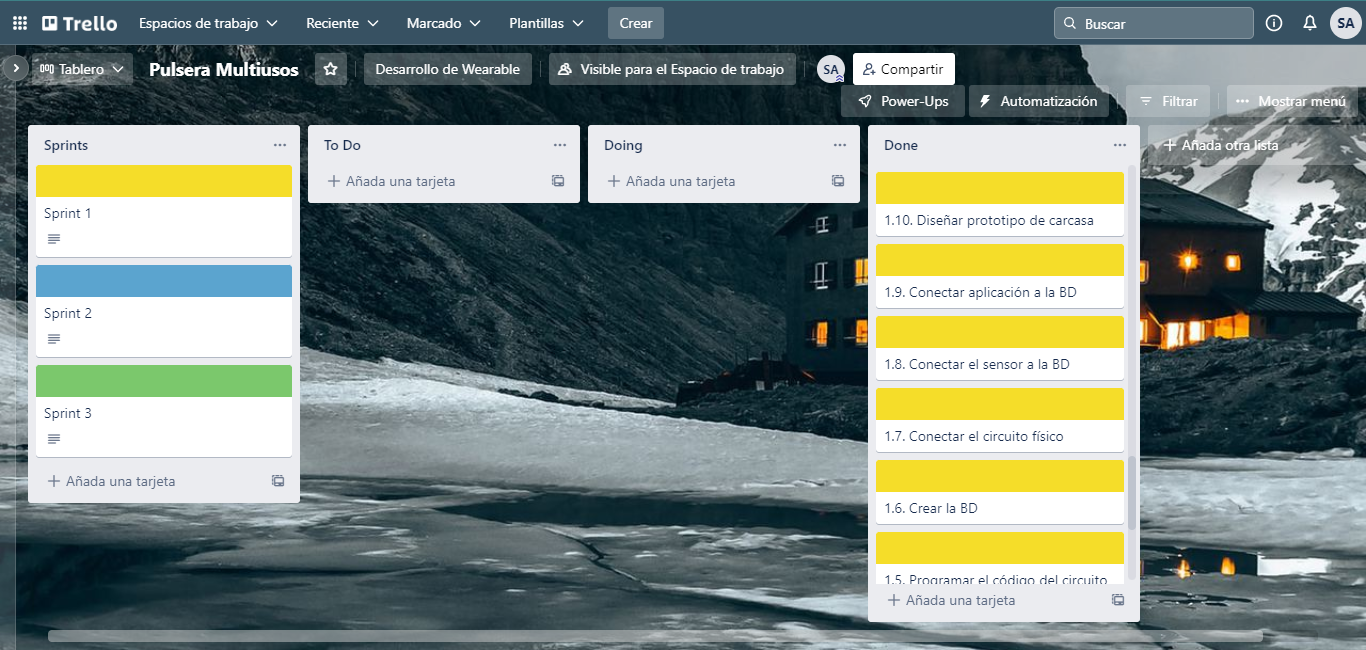 Trello
Espacios de trabajo
Reciente
Marcado
Plantillas
Crear
Buscar
SA
Tablero
Pulsera Multiusos
Desarrollo de Wearable
Visible para el Espacio de trabajo
SA
Compartir
Power-Ups
Automatización
Filtrar
Mostrar menú
Sprints
Sprint 1
Sprint 2
Sprint 3
Añada una tarjeta
To Do
Añada una tarjeta
Doing
Añada una tarjeta
Done
1.10. Diseñar prototipo de carcasa
1.9. Conectar aplicación a la BD
1.8. Conectar el sensor a la BD
1.7. Conectar el circuito físico
1.6. Crear la BD
1.5. Programar el código del circuito
Añada una tarjeta
Añada otra lista